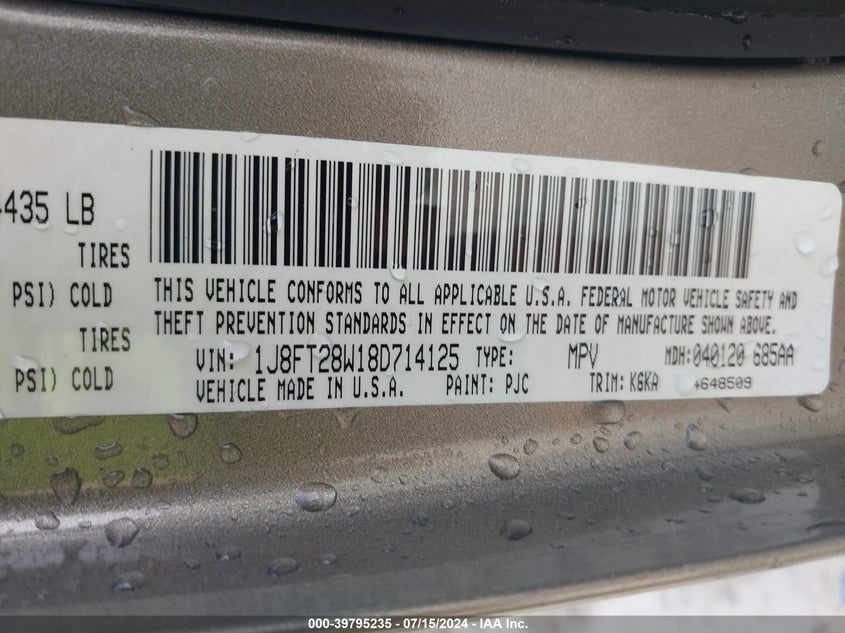 435 LB
TIRES
PSI) COLD
TIRES
PSI) COLD
THIS VEHICLE CONFORMS TO ALL APPLICABLE U.S.A. FEDERAL MOTOR VEHICLE SAFETY AND
THEFT PREVENTION STANDARDS IN EFFECT ON THE DATE OF MANUFACTURE SHOWN ABOVE.
VIN: 1J8FT28W18D714125 TYPE: MPV MDH:040120 685AA
VEHICLE MADE IN U.S.A. PAINT: PJC TRIM: K6KA 4648509
000-39795235 - 07/15/2024 - IAA Inc.